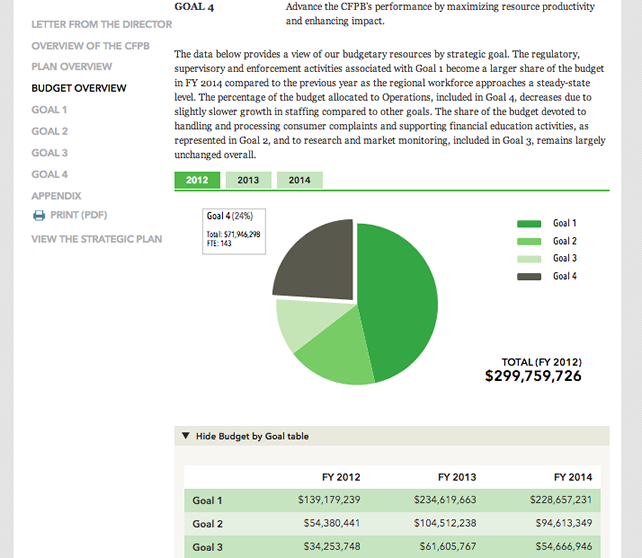 GOAL 4 Advance the CFPB's performance by maximizing resource productivity
and enhancing impact.
LETTER FROM THE DIRECTOR
OVERVIEW OF THE CFPB
PLAN OVERVIEW
BUDGET OVERVIEW
GOAL 1
GOAL 2
GOAL 3
GOAL 4
APPENDIX
PRINT (PDF)
VIEW THE STRATEGIC PLAN
The data below provides a view of our budgetary resources by strategic goal. The regulatory,
supervisory and enforcement activities associated with Goal 1 become a larger share of the budget
in FY 2014 compared to the previous year as the regional workforce approaches a steady-state
level. The percentage of the budget allocated to Operations, included in Goal 4, decreases due to
slightly slower growth in staffing compared to other goals. The share of the budget devoted to
handling and processing consumer complaints and supporting financial education activities, as
represented in Goal 2, and to research and market monitoring, included in Goal 3, remains largely
unchanged overall.
2012 2013 2014
Goal 4 (24%)
Total: $71,946,298
FTE: 143
Goal 1
Goal 2
Goal 3
Goal 4
TOTAL (FY 2012)
$299,759,726
▼ Hide Budget by Goal table
FY 2012 FY 2013 FY 2014
Goal 1 $139,179,239 $234,619,663 $228,657,231
Goal 2 $54,380,441 $104,512,238 $94,613,349
Goal 3 $34,253,748 $61,605,767 $54,666,946